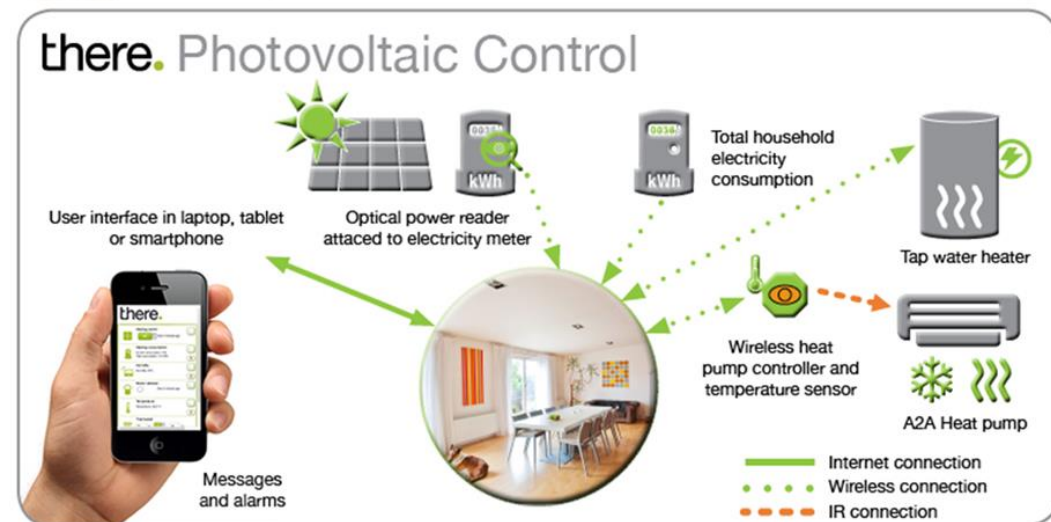 there. Photovoltaic Control
Total household
electricity
consumption
kWh
kWh
User interface in laptop, tablet
or smartphone
Optical power reader
attaced to electricity meter
Tap water heater
there.
Wireless heat
pump controller and
temperature sensor
A2A Heat pump
Messages
and alarms
Internet connection
Wireless connection
IR connection